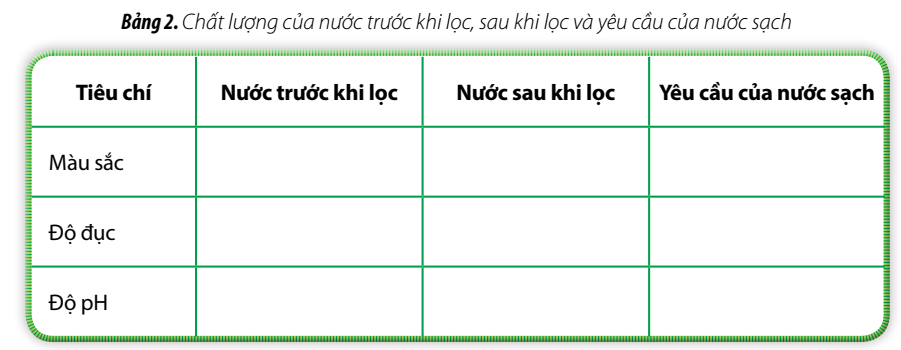 Bảng 2. Chất lượng của nước trước khi lọc, sau khi lọc và yêu cầu của nước sạch
Tiêu chí Nước trước khi lọc Nước sau khi lọc Yêu cầu của nước sạch
Màu sắc
Độ đục
Độ pH